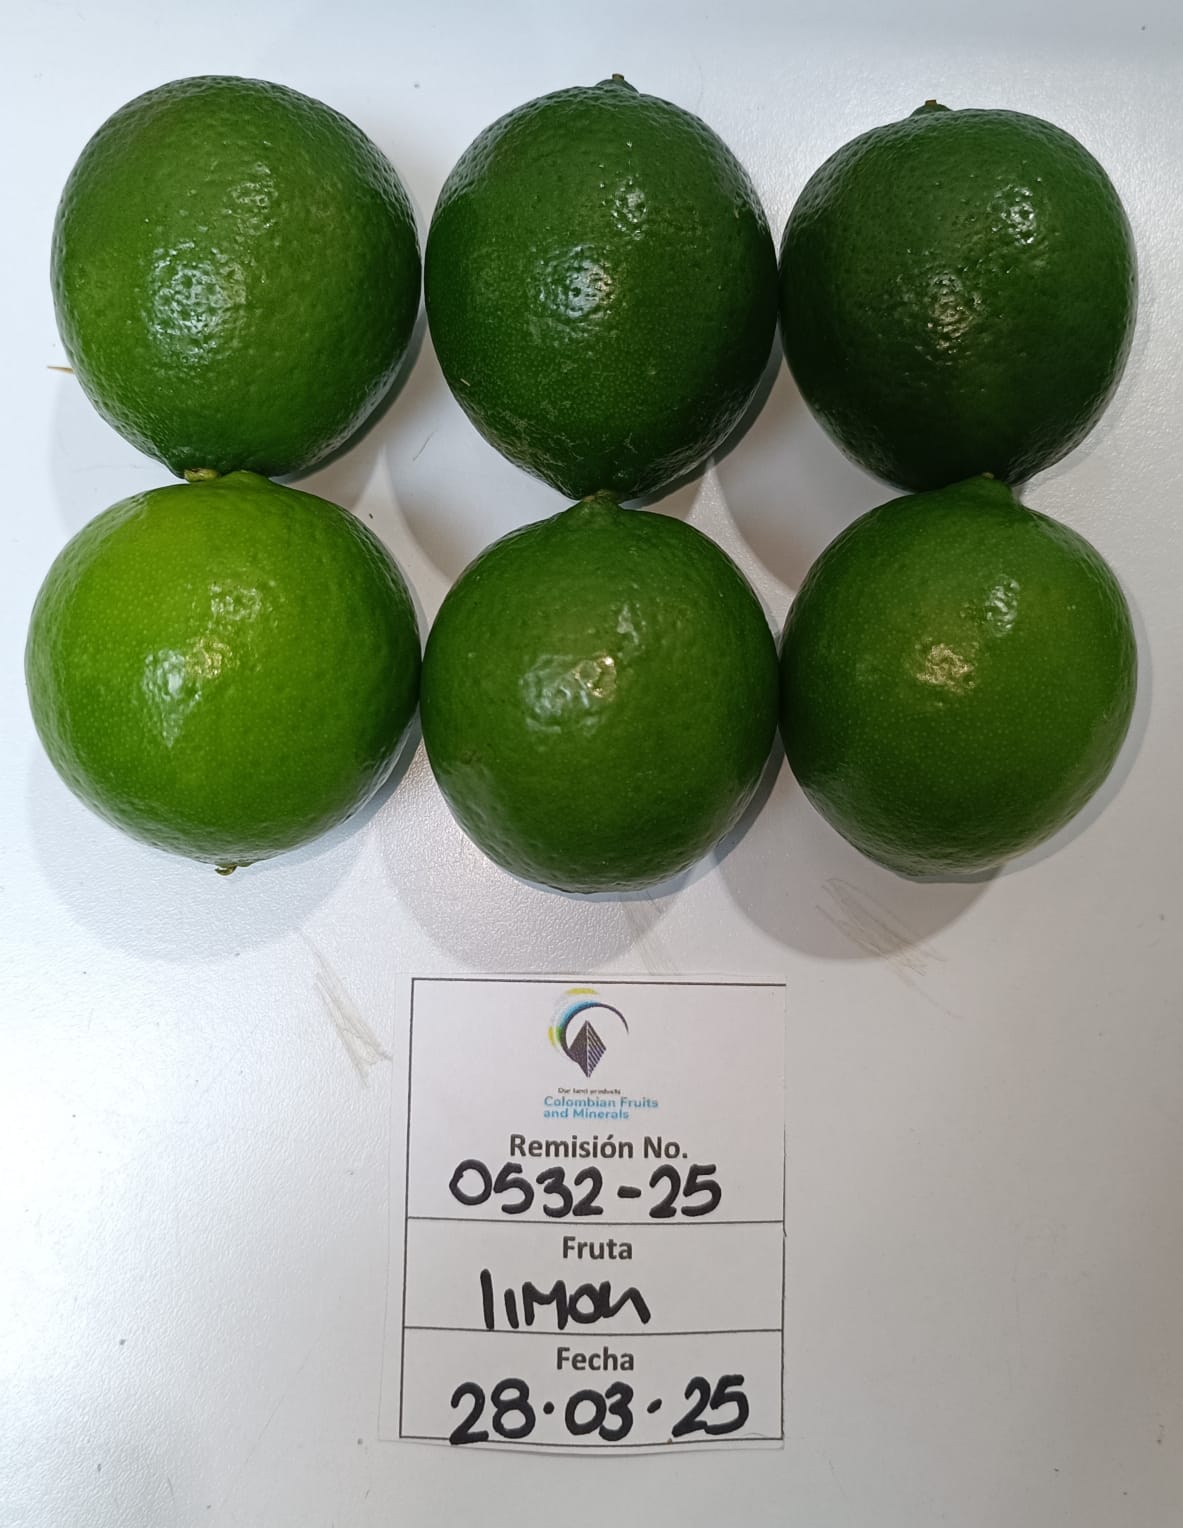 Our land products
Colombian Fruits
and Minerals
Remisión No.
0532-25
Fruta
limon
Fecha
28.03.25